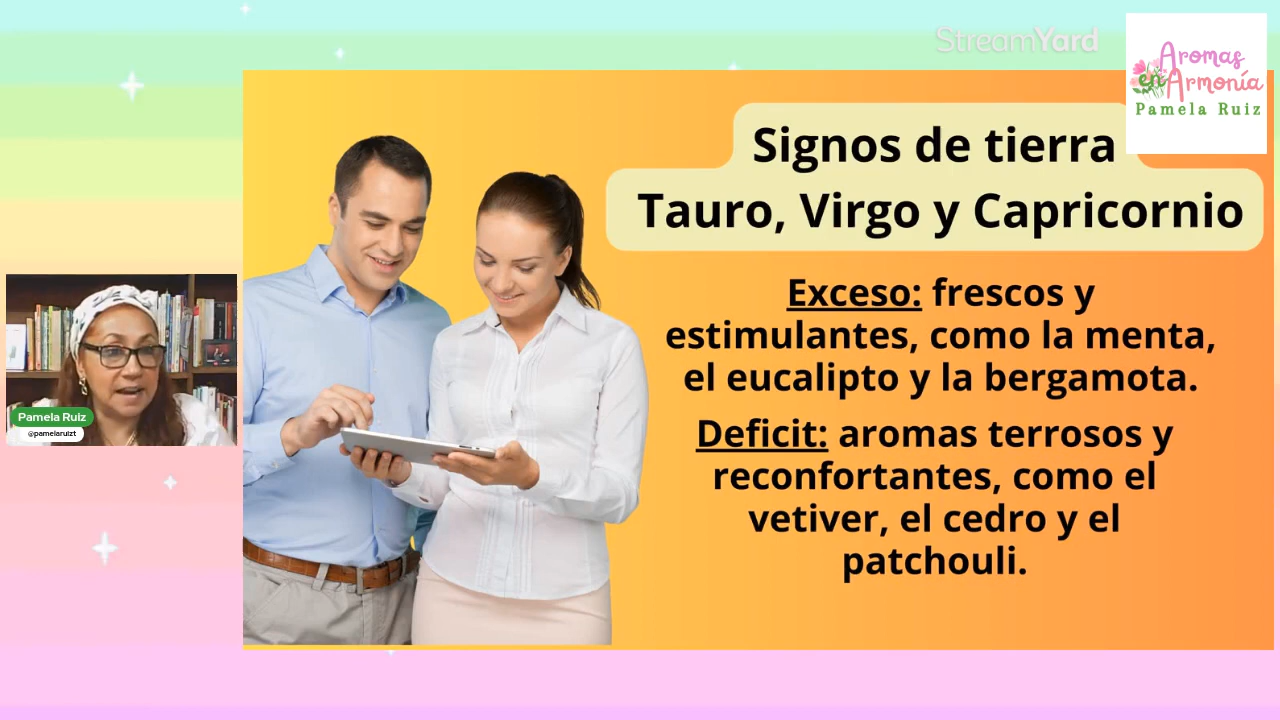 StreamYard
Aromas
en Armonía
Pamela Ruiz
Signos de tierra
Tauro, Virgo y Capricornio
Exceso: frescos y
estimulantes, como la menta,
el eucalipto y la bergamota.
Deficit: aromas terrosos y
reconfortantes, como el
vetiver, el cedro y el
patchouli.
Pamela Ruiz
@pamelaruizt